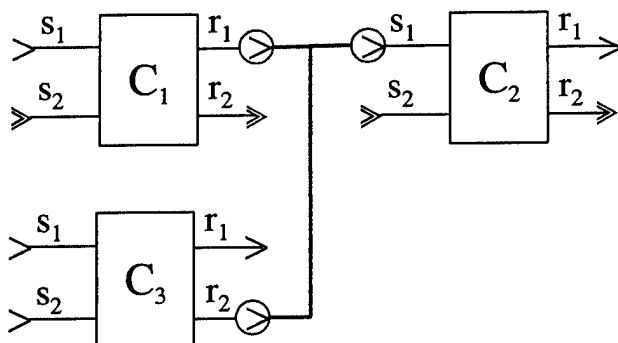 s₁ r₁ s₁ r₁
C₁ C₂
s₂ r₂ s₂ r₂
s₁ r₁
C₃
s₂ r₂